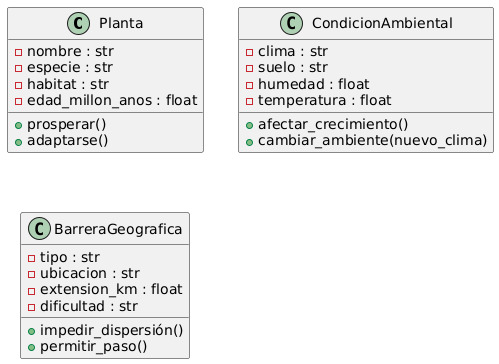 C Planta
nombre : str
especie : str
habitat : str
edad_millon_anos : float
prosperar()
adaptarse()
C CondicionAmbiental
clima : str
suelo : str
humedad : float
temperatura : float
afectar_crecimiento()
cambiar_ambiente(nuevo_clima)
C BarreraGeografica
tipo : str
ubicacion : str
extension_km : float
dificultad : str
impedir_dispersión()
permitir_paso()